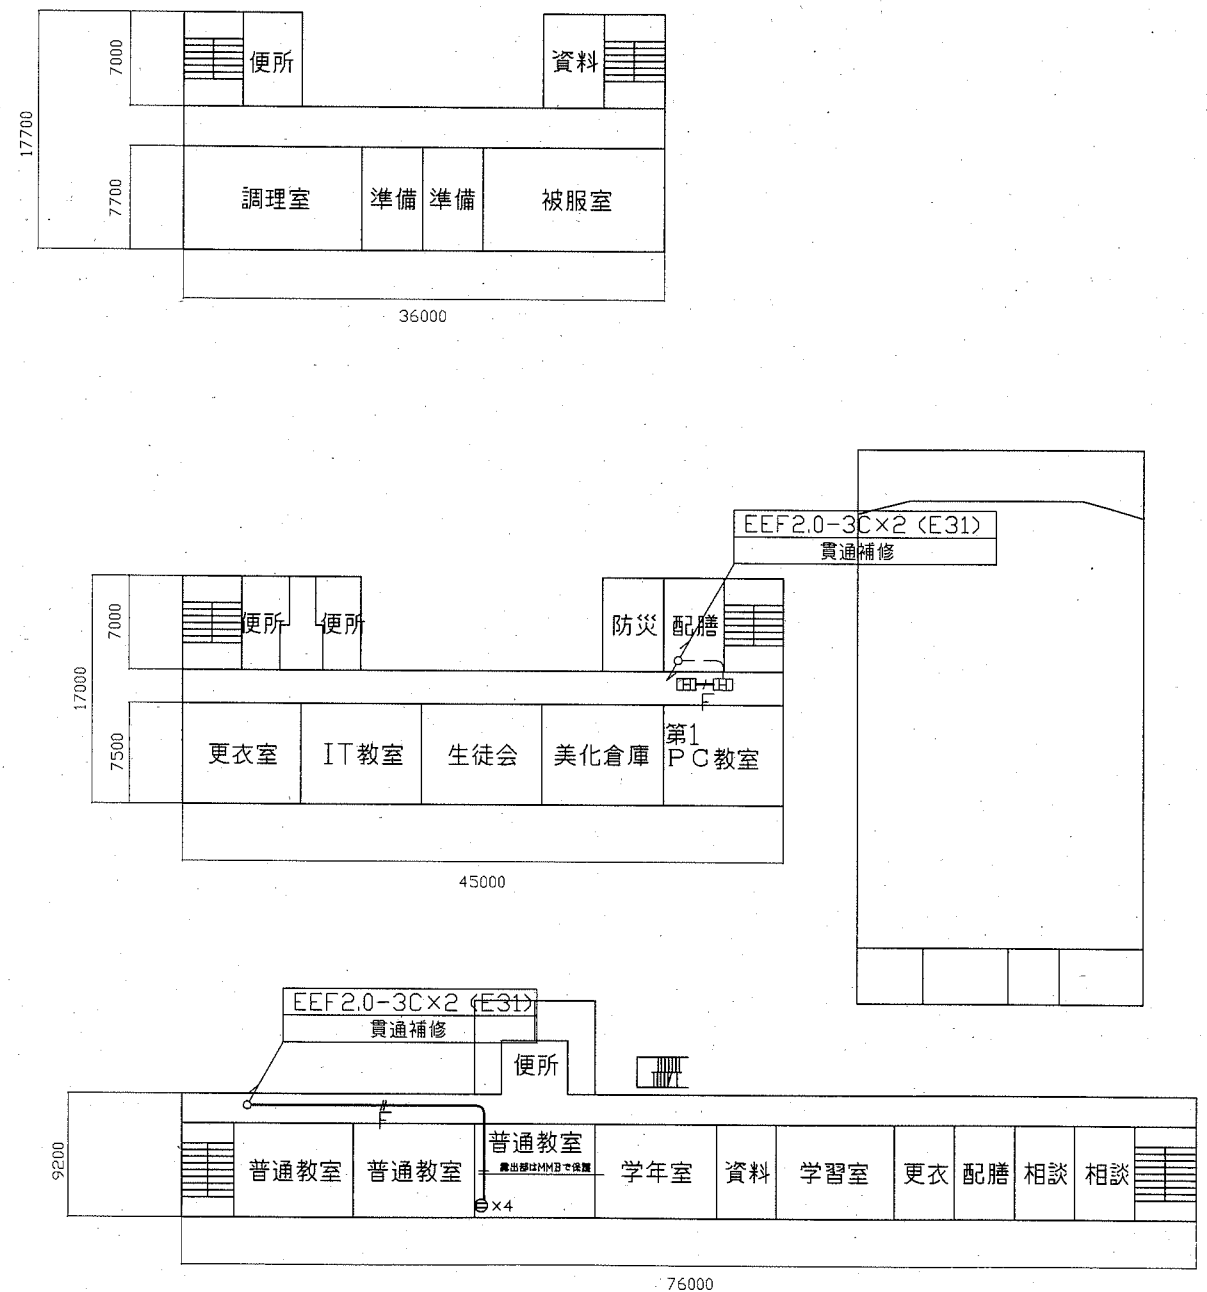 7000
17700
7700
便所
資料
調理室
準備
準備
被服室
36000
EEF2.0-3C×2 (E31)
貫通補修
7000
17000
7500
便所
便所
防災
配膳
H
H
F
更衣室
IT教室
生徒会
美化倉庫
第1
PC教室
45000
EEF2.0-3C×2 (E31)
貫通補修
便所
F
9200
普通教室
普通教室
普通教室
露出部はMMBで保護
×4
学年室
資料
学習室
更衣
配膳
相談
相談
76000